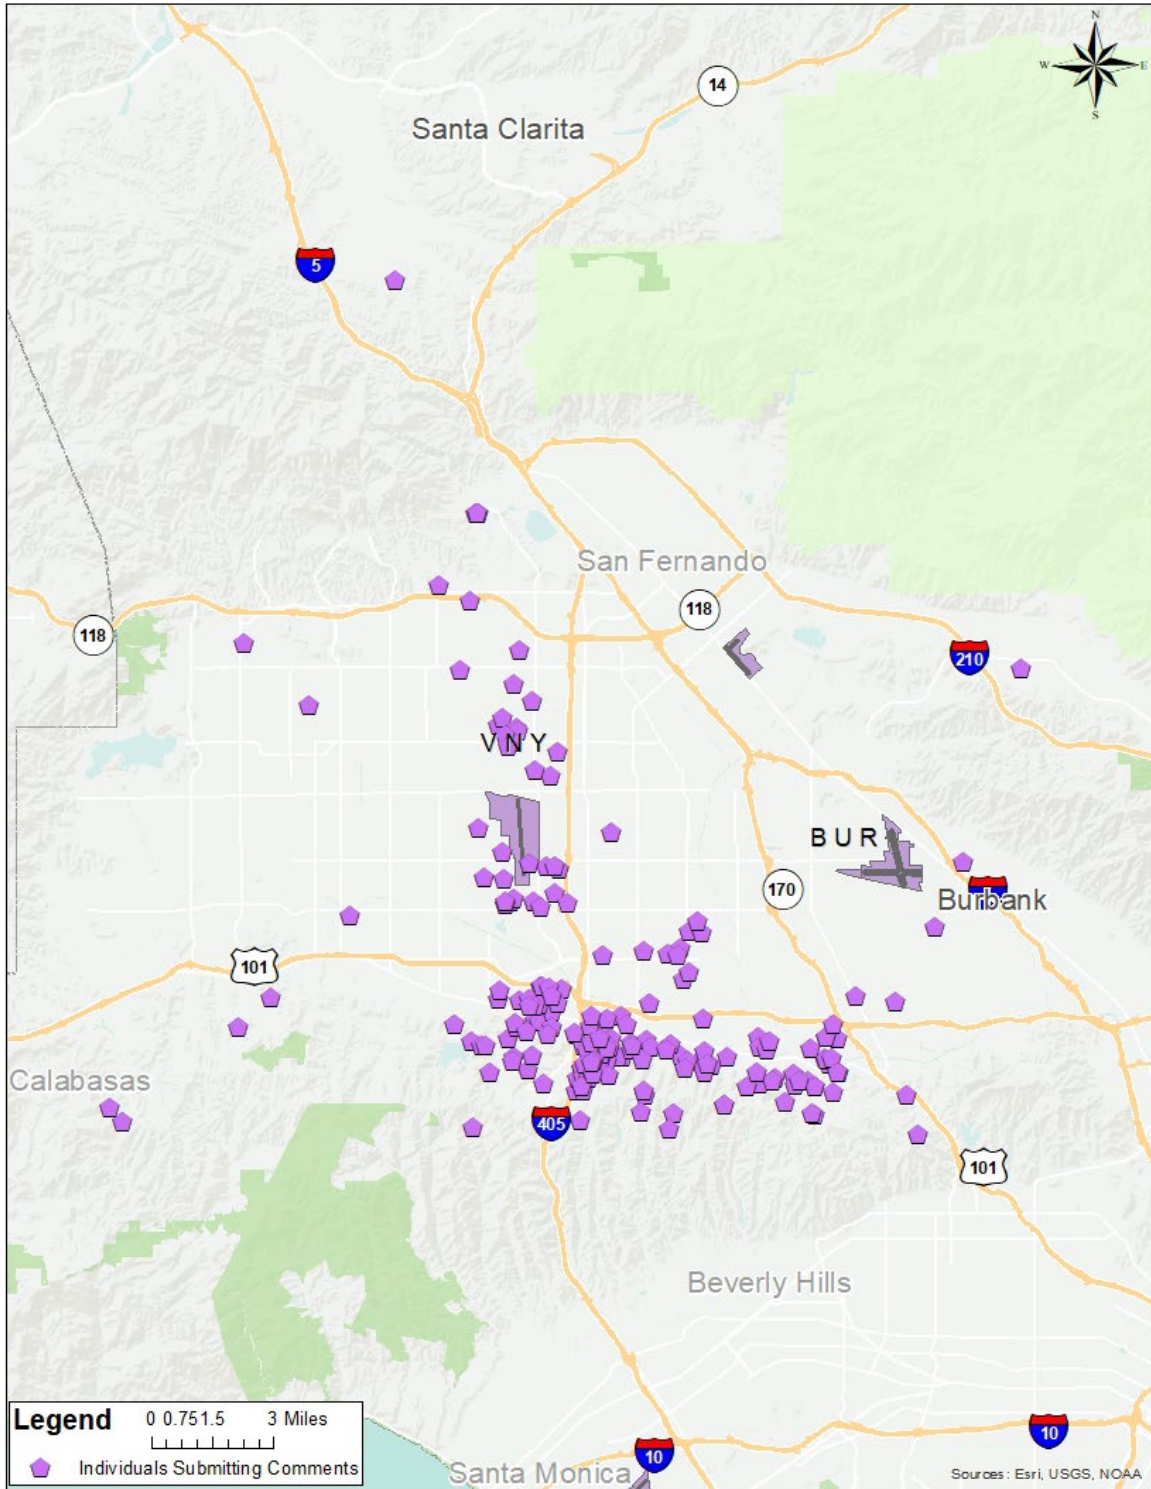 N
W E
S
14
Santa Clarita
5
San Fernando
118
118
210
VNY
BUR
170
Burbank
101
Calabasas
405
101
Beverly Hills
Legend
0 0.75 1.5 3 Miles
Individuals Submitting Comments
10
10
Santa Monica
Sources: Esri, USGS, NOAA